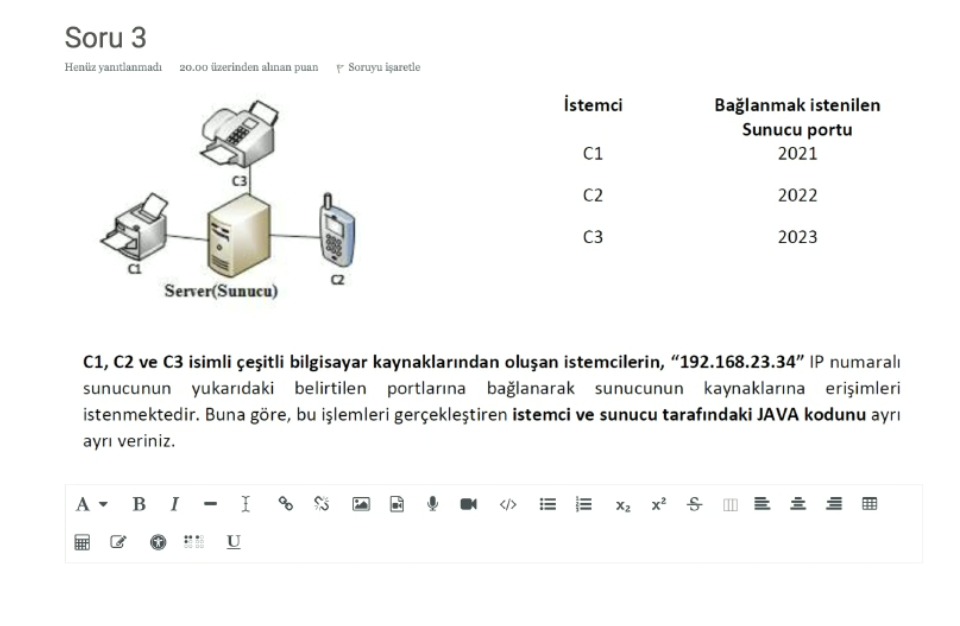 Soru 3
Henüz yanıtlanmadı 20.00 üzerinden alınan puan Soruyu işaretle
İstemci Bağlanmak istenilen
Sunucu portu
C1 2021
C2 2022
C3 2023
C3
C1
C2
Server(Sunucu)
C1, C2 ve C3 isimli çeşitli bilgisayar kaynaklarından oluşan istemcilerin, “192.168.23.34” IP numaralı
sunucunun yukarıdaki belirtilen portlarına bağlanarak sunucunun kaynaklarına erişimleri
istenmektedir. Buna göre, bu işlemleri gerçekleştiren istemci ve sunucu tarafındaki JAVA kodunu ayrı
ayrı veriniz.
A B I </> x₂ x² S
U